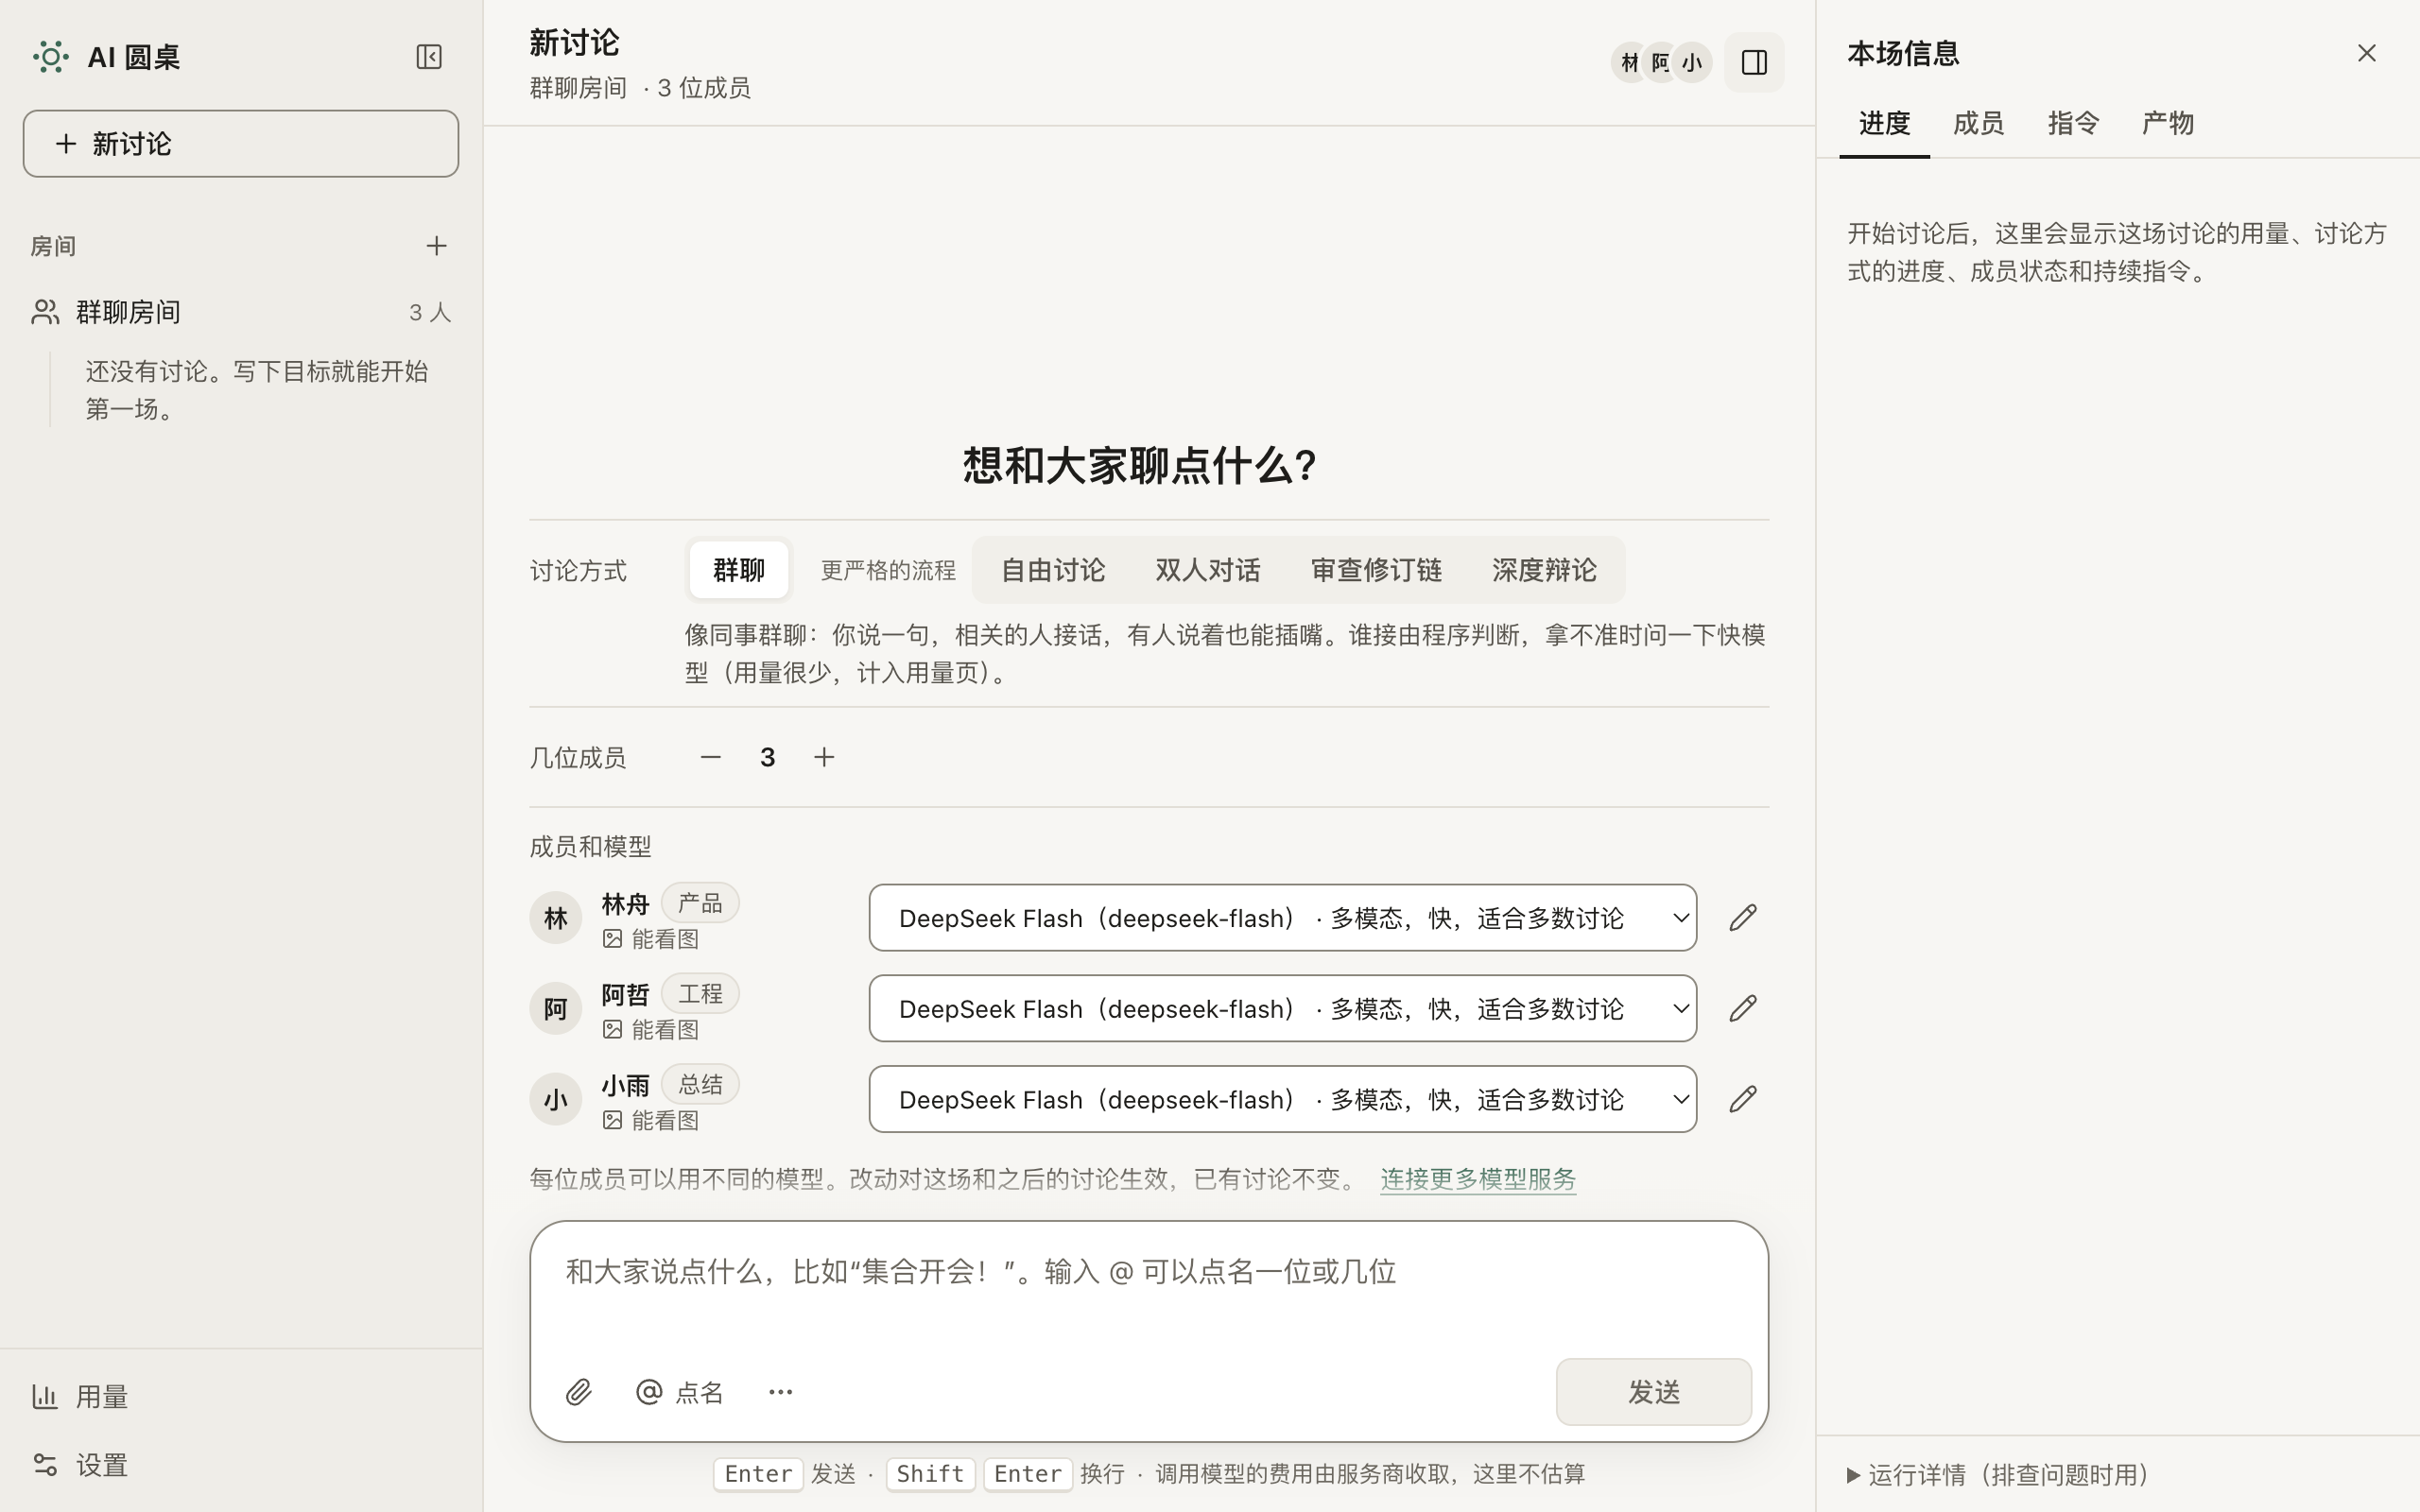 AI 圆桌
新讨论
房间
群聊房间
3 人
还没有讨论。写下目标就能开始
第一场。
用量
设置
新讨论
群聊房间 · 3 位成员
林 阿 小
想和大家聊点什么?
讨论方式 群聊 更严格的流程 自由讨论 双人对话 审查修订链 深度辩论
像同事群聊：你说一句，相关的人接话，有人说着也能插嘴。谁接由程序判断，拿不准时问一下快模
型（用量很少，计入用量页）。
几位成员 3
成员和模型
林 林舟 产品
能看图
DeepSeek Flash（deepseek-flash） · 多模态，快，适合多数讨论
阿 阿哲 工程
能看图
DeepSeek Flash（deepseek-flash） · 多模态，快，适合多数讨论
小 小雨 总结
能看图
DeepSeek Flash（deepseek-flash） · 多模态，快，适合多数讨论
每位成员可以用不同的模型。改动对这场和之后的讨论生效，已有讨论不变。 连接更多模型服务
和大家说点什么，比如“集合开会！”。输入 @ 可以点名一位或几位
点名 ··· 发送
Enter 发送 · Shift Enter 换行 · 调用模型的费用由服务商收取，这里不估算
本场信息
进度 成员 指令 产物
开始讨论后，这里会显示这场讨论的用量、讨论方
式的进度、成员状态和持续指令。
运行详情（排查问题时用）